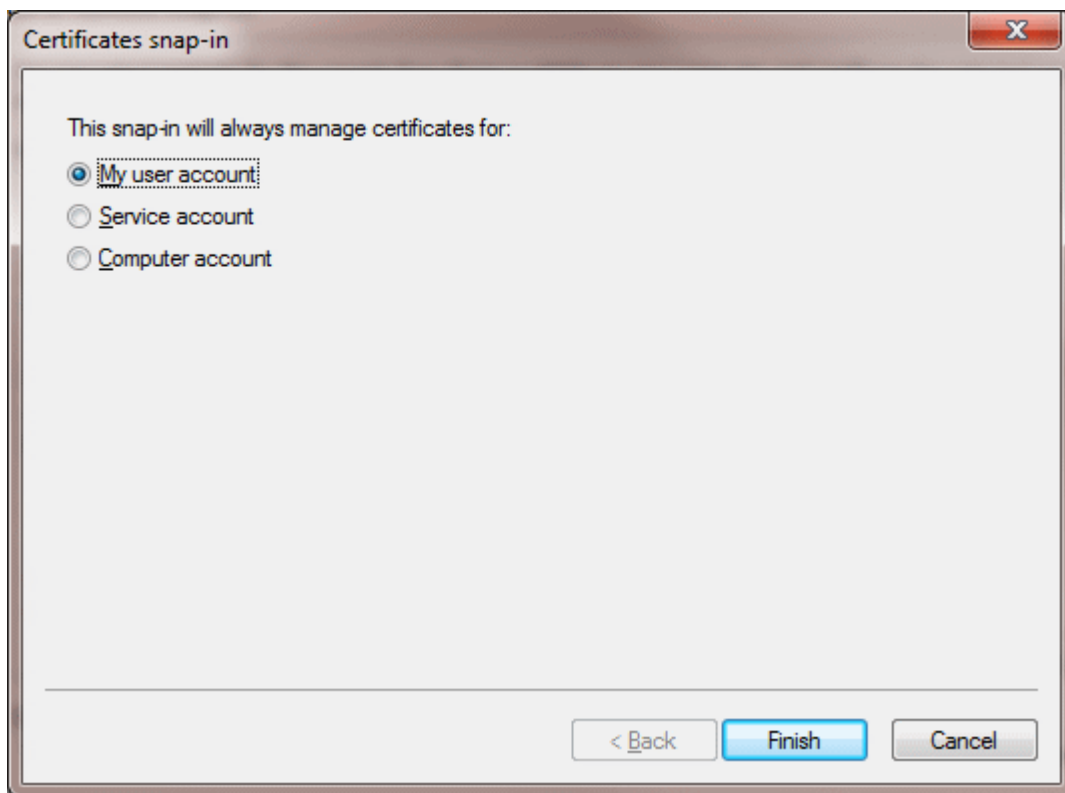 Certificates snap-in
This snap-in will always manage certificates for:
My user account
Service account
Computer account
< Back Finish Cancel